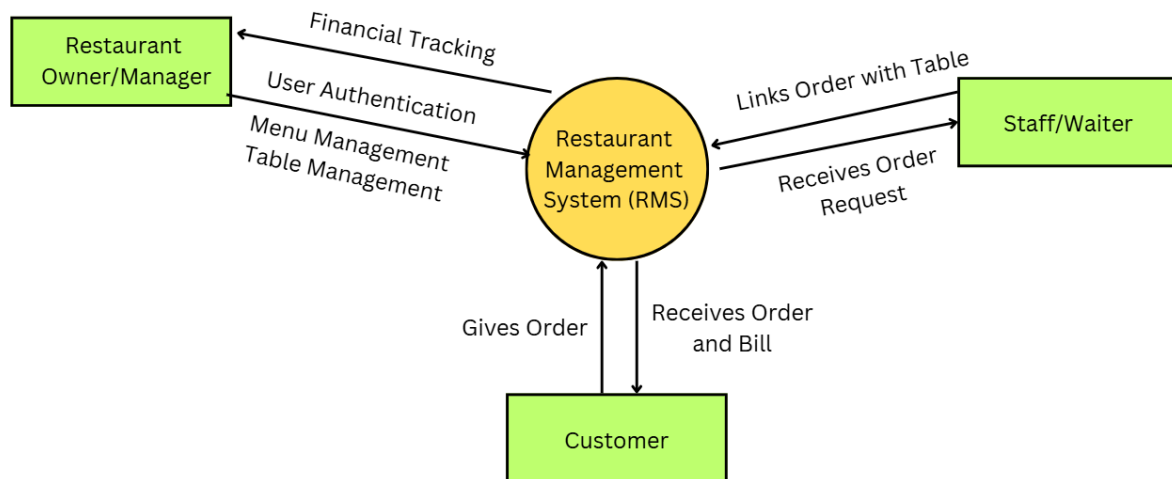 Restaurant
Owner/Manager
Financial Tracking
User Authentication
Menu Management
Table Management
Restaurant
Management
System (RMS)
Links Order with Table
Receives Order
Request
Staff/Waiter
Gives Order
Receives Order
and Bill
Customer